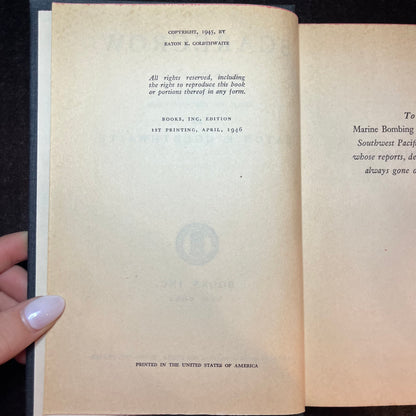 COPYRIGHT, 1945, BY
EATON K. GOLDTHWAITE
All rights reserved, including
the right to reproduce this book
or portions thereof in any form.
BOOKS, INC. EDITION
1ST PRINTING, APRIL, 1946
PRINTED IN THE UNITED STATES OF AMERICA
To
Marine Bombing
Southwest Pacif
whose reports, de
always gone